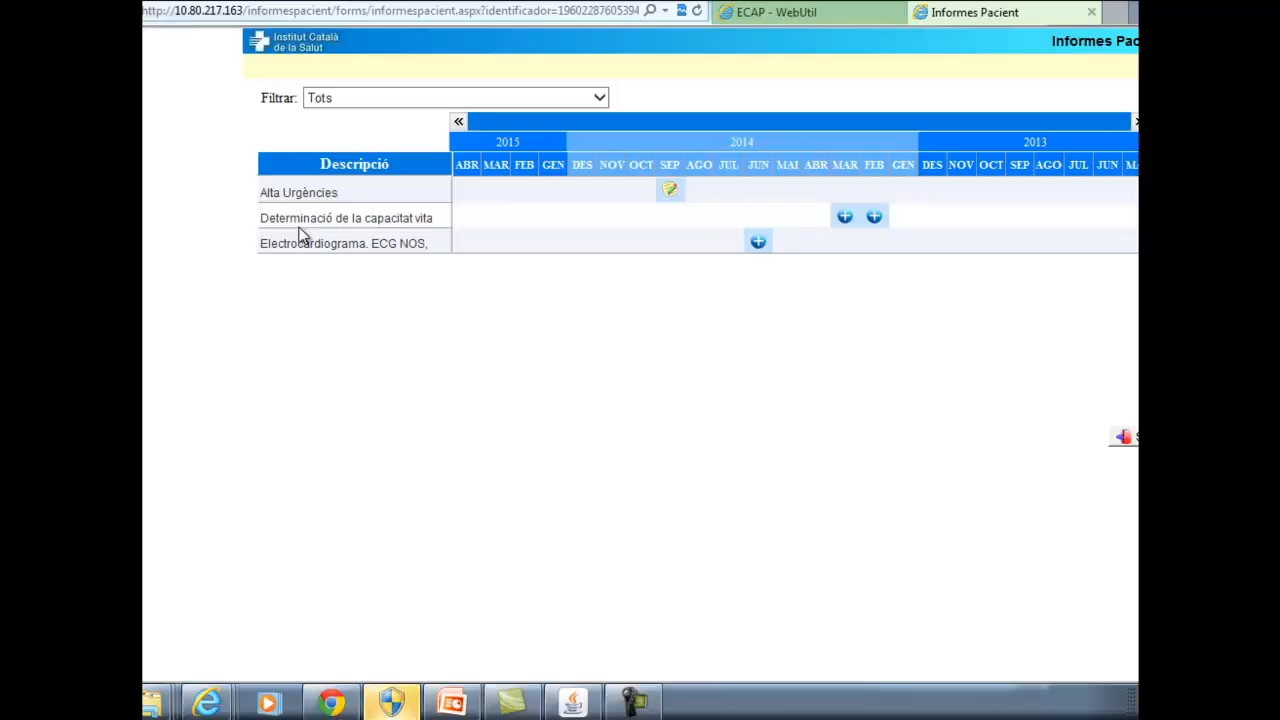 http://10.80.217.163/informespacient/forms/informespacient.aspx?identificador=19602287605394
ECAP - WebUtil
Informes Pacient
Institut Català
de la Salut
Informes Pac
Filtrar: Tots
2015 2014 2013
Descripció ABR MAR FEB GEN DES NOV OCT SEP AGO JUL JUN MAI ABR MAR FEB GEN DES NOV OCT SEP AGO JUL JUN
Alta Urgències
Determinació de la capacitat vita
Electrocardiograma. ECG NOS,